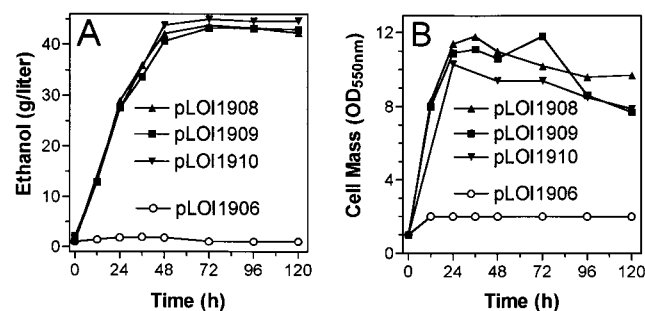 A
Ethanol (g/liter)
40
30
20
10
0
pLOI1908
pLOI1909
pLOI1910
pLOI1906
0 24 48 72 96 120
Time (h)
B
Cell Mass (OD550nm)
12
8
4
0
pLOI1908
pLOI1909
pLOI1910
pLOI1906
0 24 48 72 96 120
Time (h)